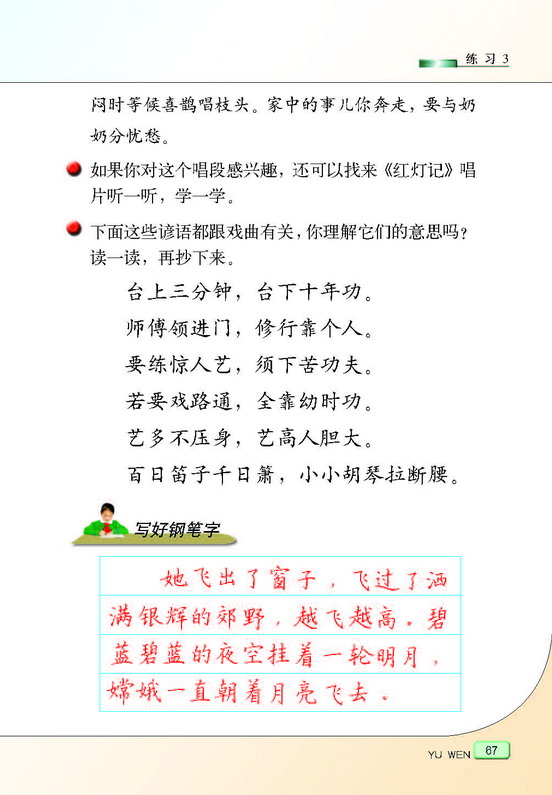 练习3
闷时等候喜鹊唱枝头。家中的事儿你奔走，要与奶
奶分忧愁。
如果你对这个唱段感兴趣，还可以找来《红灯记》唱
片听一听，学一学。
下面这些谚语都跟戏曲有关，你理解它们的意思吗？
读一读，再抄下来。
台上三分钟，台下十年功。
师傅领进门，修行靠个人。
要练惊人艺，须下苦功夫。
若要戏路通，全靠幼时功。
艺多不压身，艺高人胆大。
百日笛子千日箫，小小胡琴拉断腰。
写好钢笔字
她飞出了窗子，飞过了洒
满银辉的郊野，越飞越高。碧
蓝碧蓝的夜空挂着一轮明月，
嫦娥一直朝着月亮飞去。
YU WEN 67